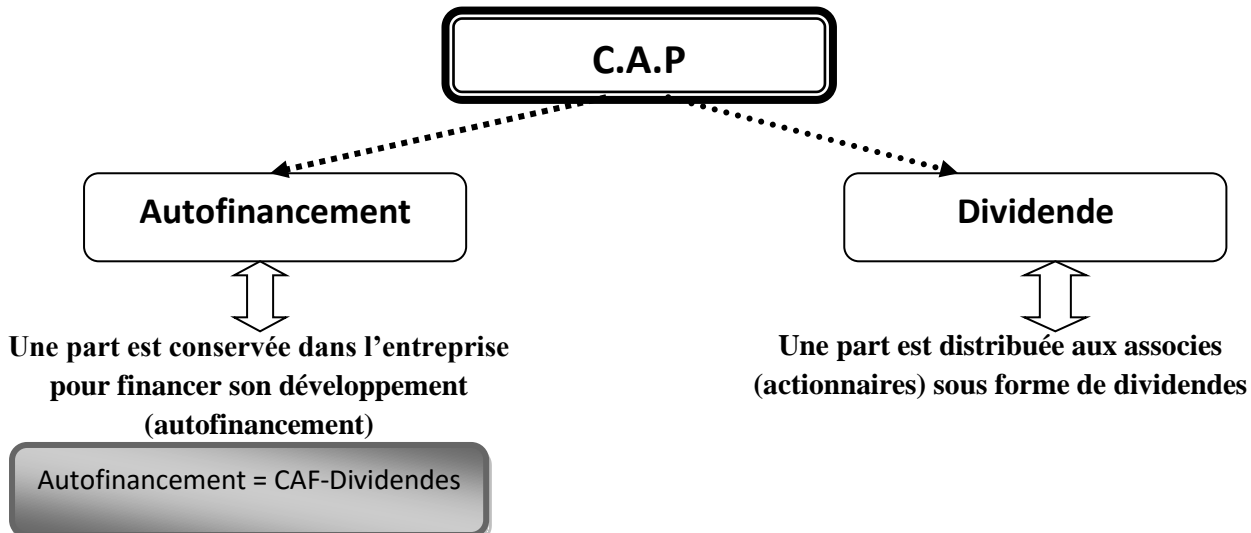 C.A.P
Autofinancement
Dividende
Une part est conservée dans l’entreprise
pour financer son développement
(autofinancement)
Une part est distribuée aux associes
(actionnaires) sous forme de dividendes
Autofinancement = CAF-Dividendes